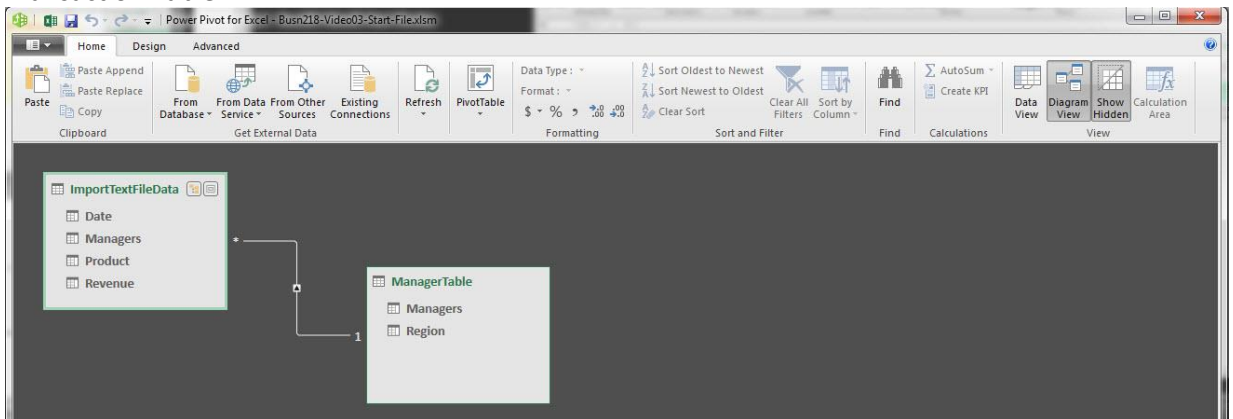 Power Pivot for Excel - Busn218-Video03-Start-File.xlsm
Home Design Advanced
Paste
Paste Append
Paste Replace
Copy
Clipboard
From Database
From Data Service
From Other Sources
Existing Connections
Get External Data
Refresh
PivotTable
Data Type :
Format :
$ % , .00 .00
Formatting
Sort Oldest to Newest
Sort Newest to Oldest
Clear Sort
Clear All Filters
Sort by Column
Sort and Filter
Find
Find
AutoSum
Create KPI
Calculations
Data View
Diagram View
Show Hidden
Calculation Area
View
ImportTextFileData
Date
Managers
Product
Revenue
*
1
ManagerTable
Managers
Region